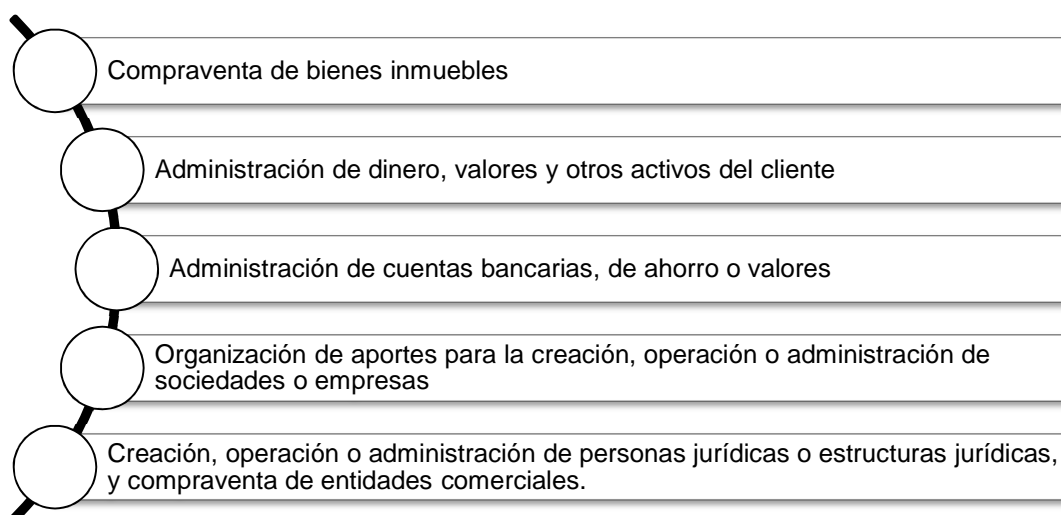 Compraventa de bienes inmuebles
Administración de dinero, valores y otros activos del cliente
Administración de cuentas bancarias, de ahorro o valores
Organización de aportes para la creación, operación o administración de
sociedades o empresas
Creación, operación o administración de personas jurídicas o estructuras jurídicas,
y compraventa de entidades comerciales.